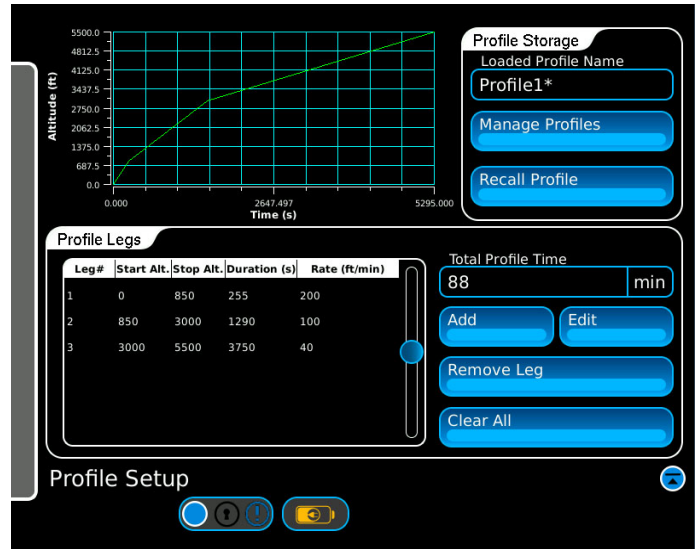 5500.0
4812.5
4125.0
3437.5
2750.0
2062.5
1375.0
687.5
0.0
Altitude (ft)
0.000 2647.497 5295.000
Time (s)
Profile Storage
Loaded Profile Name
Profile1*
Manage Profiles
Recall Profile
Profile Legs
Leg# Start Alt. Stop Alt. Duration (s) Rate (ft/min)
1 0 850 255 200
2 850 3000 1290 100
3 3000 5500 3750 40
Total Profile Time
88 min
Add Edit
Remove Leg
Clear All
Profile Setup